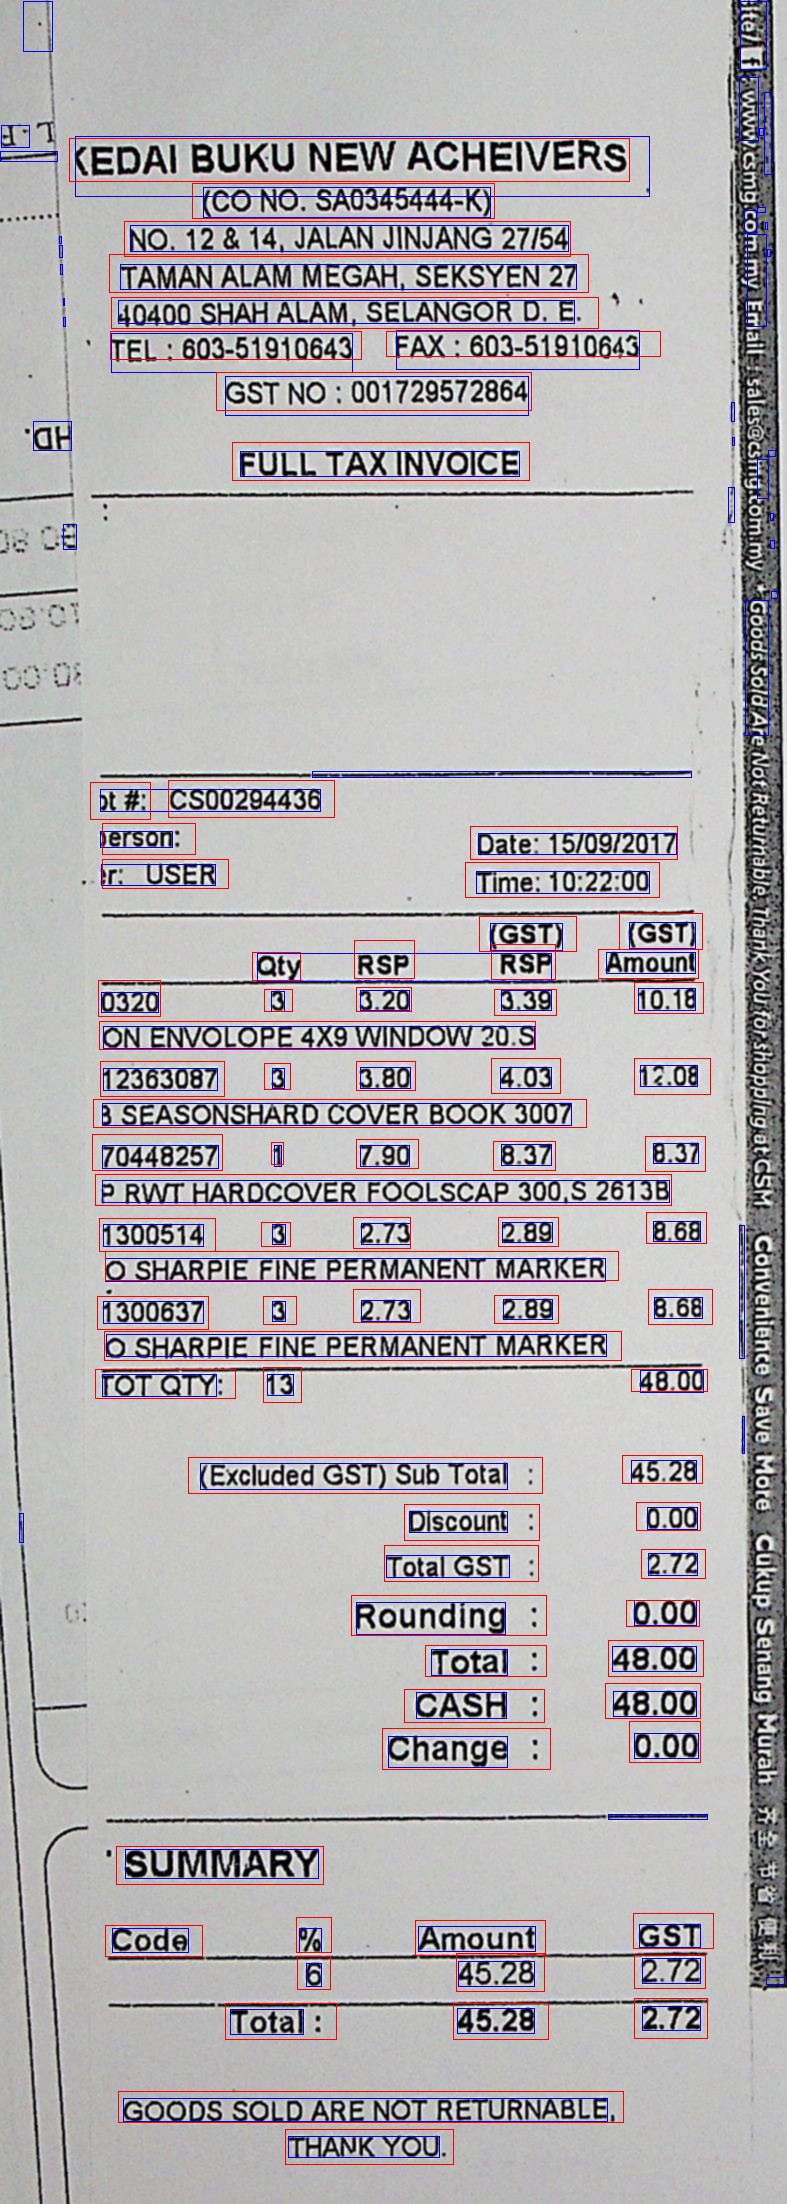 KEDAI BUKU NEW ACHEIVERS
(CO NO. SA0345444-K)
NO. 12 & 14, JALAN JINJANG 27/54
TAMAN ALAM MEGAH, SEKSYEN 27
40400 SHAH ALAM, SELANGOR D. E.
TEL : 603-51910643 FAX : 603-51910643
GST NO : 001729572864
FULL TAX INVOICE
:
ot #: CS00294436
person:
Date: 15/09/2017
er: USER
Time: 10:22:00
(GST) (GST)
Qty RSP RSP Amount
0320 3 3.20 3.39 10.18
ON ENVOLOPE 4X9 WINDOW 20.S
12363087 3 3.80 4.03 12.08
3 SEASONSHARD COVER BOOK 3007
70448257 1 7.90 8.37 8.37
P RWT HARDCOVER FOOLSCAP 300,S 2613B
1300514 3 2.73 2.89 8.68
O SHARPIE FINE PERMANENT MARKER
1300637 3 2.73 2.89 8.68
O SHARPIE FINE PERMANENT MARKER
TOT QTY: 13 48.00
(Excluded GST) Sub Total : 45.28
Discount : 0.00
Total GST : 2.72
Rounding : 0.00
Total : 48.00
CASH : 48.00
Change : 0.00
SUMMARY
Code % Amount GST
6 45.28 2.72
Total : 45.28 2.72
GOODS SOLD ARE NOT RETURNABLE,
THANK YOU.
site / f : www.csmg.com.my Email : sales@csmg.com.my • Goods Sold Are Not Returnable. Thank You for shopping at CSM
Convenience Save More Cukup Senang Murah 齐全 节省 便利